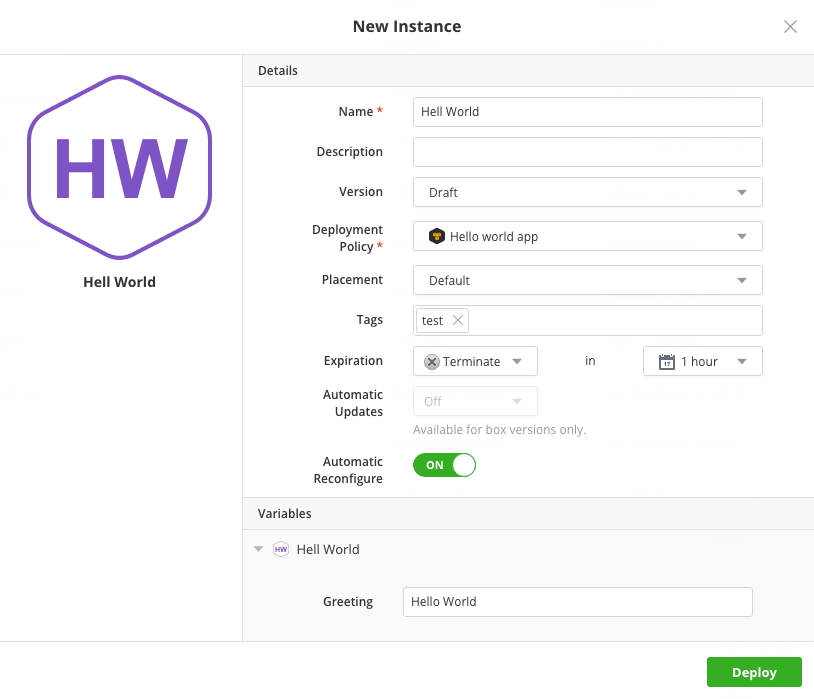 New Instance
HW
Hell World
Details
Name *
Hell World
Description
Version
Draft
Deployment
Policy *
Hello world app
Placement
Default
Tags
test
Expiration
Terminate
in
17
1 hour
Automatic
Updates
Off
Available for box versions only.
Automatic
Reconfigure
ON
Variables
HW
Hell World
Greeting
Hello World
Deploy